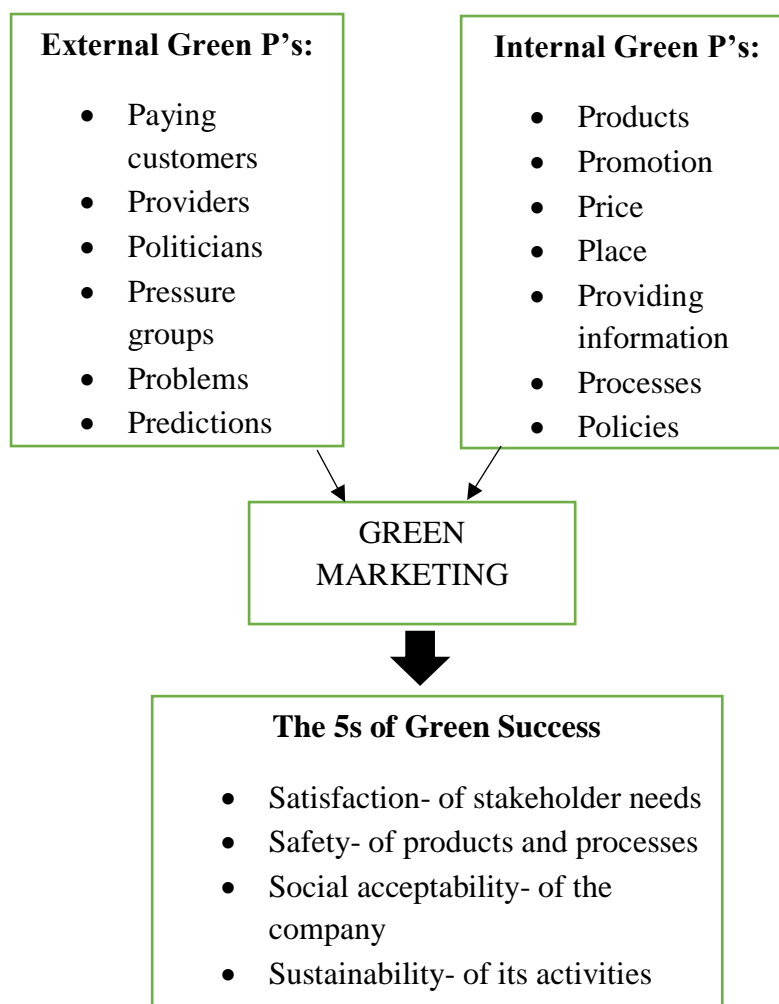 External Green P’s:
• Paying
customers
• Providers
• Politicians
• Pressure
groups
• Problems
• Predictions
Internal Green P’s:
• Products
• Promotion
• Price
• Place
• Providing
information
• Processes
• Policies
GREEN
MARKETING
The 5s of Green Success
• Satisfaction- of stakeholder needs
• Safety- of products and processes
• Social acceptability- of the
company
• Sustainability- of its activities